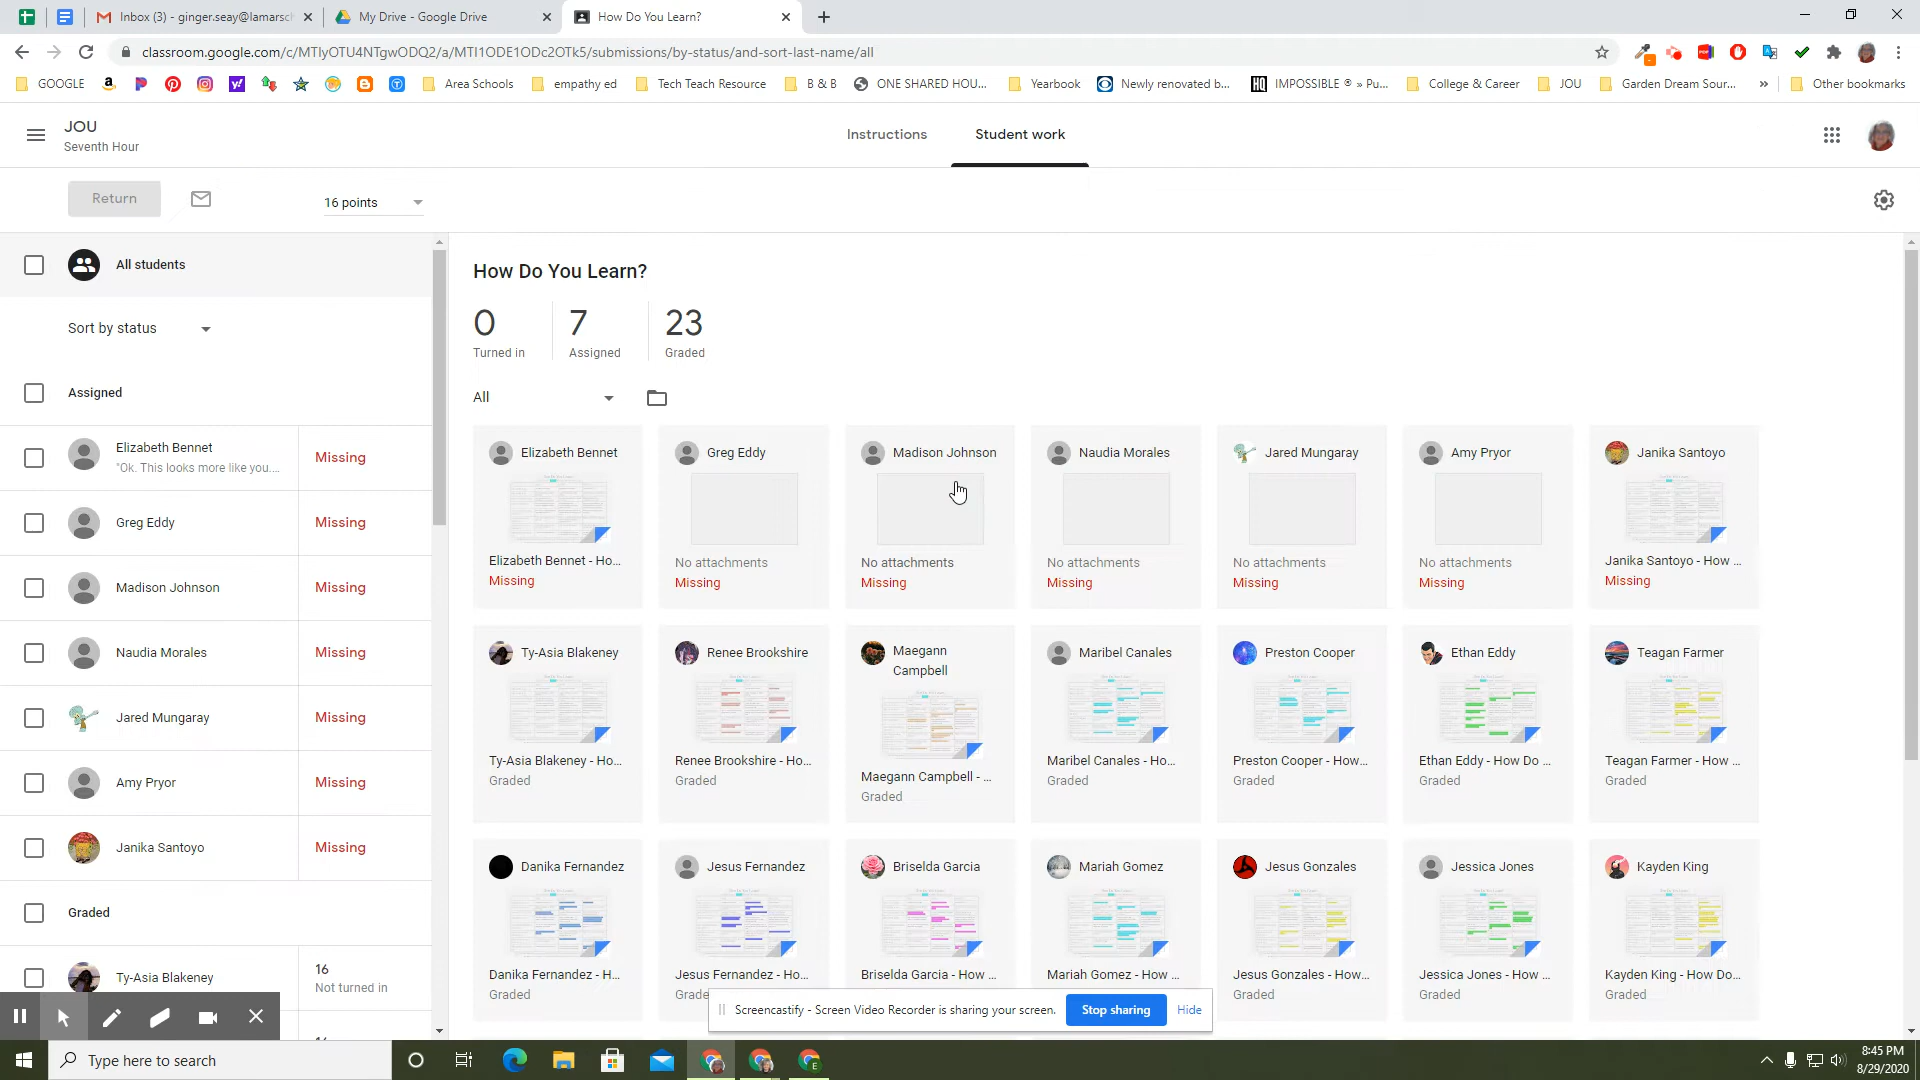 Inbox (3) - ginger.seay@lamarsch
My Drive - Google Drive
How Do You Learn?
classroom.google.com/c/MTIyOTU4NTgwODQ2/a/MTI1ODE1ODc2OTk5/submissions/by-status/and-sort-last-name/all
GOOGLE
Area Schools
empathy ed
Tech Teach Resource
B & B
ONE SHARED HOU...
Yearbook
Newly renovated b...
IMPOSSIBLE ® » Pu...
College & Career
JOU
Garden Dream Sour...
»
Other bookmarks
JOU
Seventh Hour
Instructions
Student work
Return
16 points
All students
Sort by status
Assigned
Elizabeth Bennet
"Ok. This looks more like you....
Missing
Greg Eddy
Missing
Madison Johnson
Missing
Naudia Morales
Missing
Jared Mungaray
Missing
Amy Pryor
Missing
Janika Santoyo
Missing
Graded
Ty-Asia Blakeney
16
Not turned in
How Do You Learn?
0
Turned in
7
Assigned
23
Graded
All
Elizabeth Bennet
Elizabeth Bennet - Ho...
Missing
Greg Eddy
No attachments
Missing
Madison Johnson
No attachments
Missing
Naudia Morales
No attachments
Missing
Jared Mungaray
No attachments
Missing
Amy Pryor
No attachments
Missing
Janika Santoyo
Janika Santoyo - How ...
Missing
Ty-Asia Blakeney
Ty-Asia Blakeney - Ho...
Graded
Renee Brookshire
Renee Brookshire - Ho...
Graded
Maegann
Campbell
Maegann Campbell - ...
Graded
Maribel Canales
Maribel Canales - Ho...
Graded
Preston Cooper
Preston Cooper - How...
Graded
Ethan Eddy
Ethan Eddy - How Do ...
Graded
Teagan Farmer
Teagan Farmer - How ...
Graded
Danika Fernandez
Danika Fernandez - H...
Graded
Jesus Fernandez
Jesus Fernandez - Ho...
Briselda Garcia
Briselda Garcia - How ...
Mariah Gomez
Mariah Gomez - How ...
Jesus Gonzales
Jesus Gonzales - How...
Graded
Jessica Jones
Jessica Jones - How ...
Graded
Kayden King
Kayden King - How Do...
Graded
Screencastify - Screen Video Recorder is sharing your screen.
Stop sharing
Hide
Type here to search
8:45 PM
8/29/2020